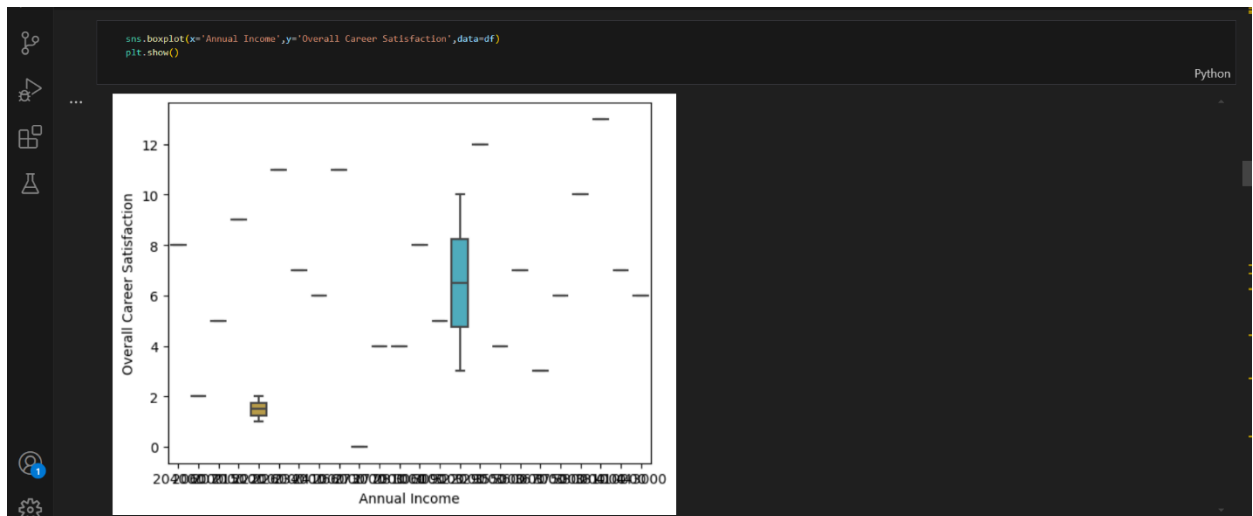 sns.boxplot(x='Annual Income',y='Overall Career Satisfaction',data=df)
plt.show()
Python
...
12
10
8
6
4
2
0
Overall Career Satisfaction
Annual Income
1